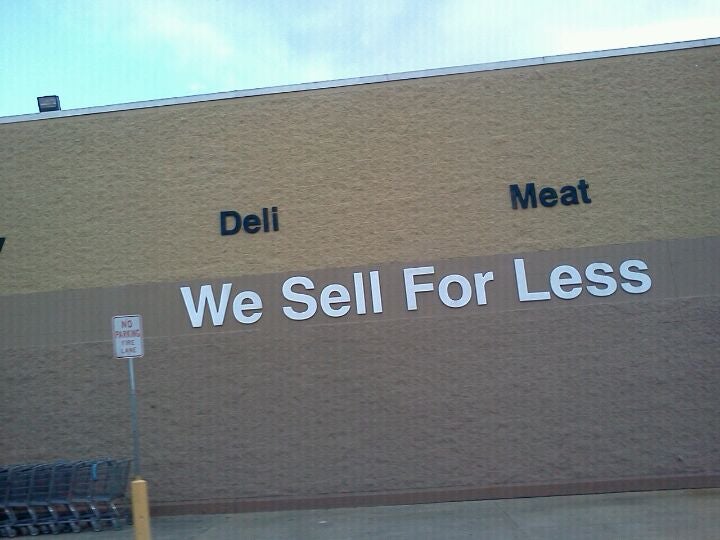 Deli
Meat
We Sell For Less
NO
PARKING
FIRE
LANE